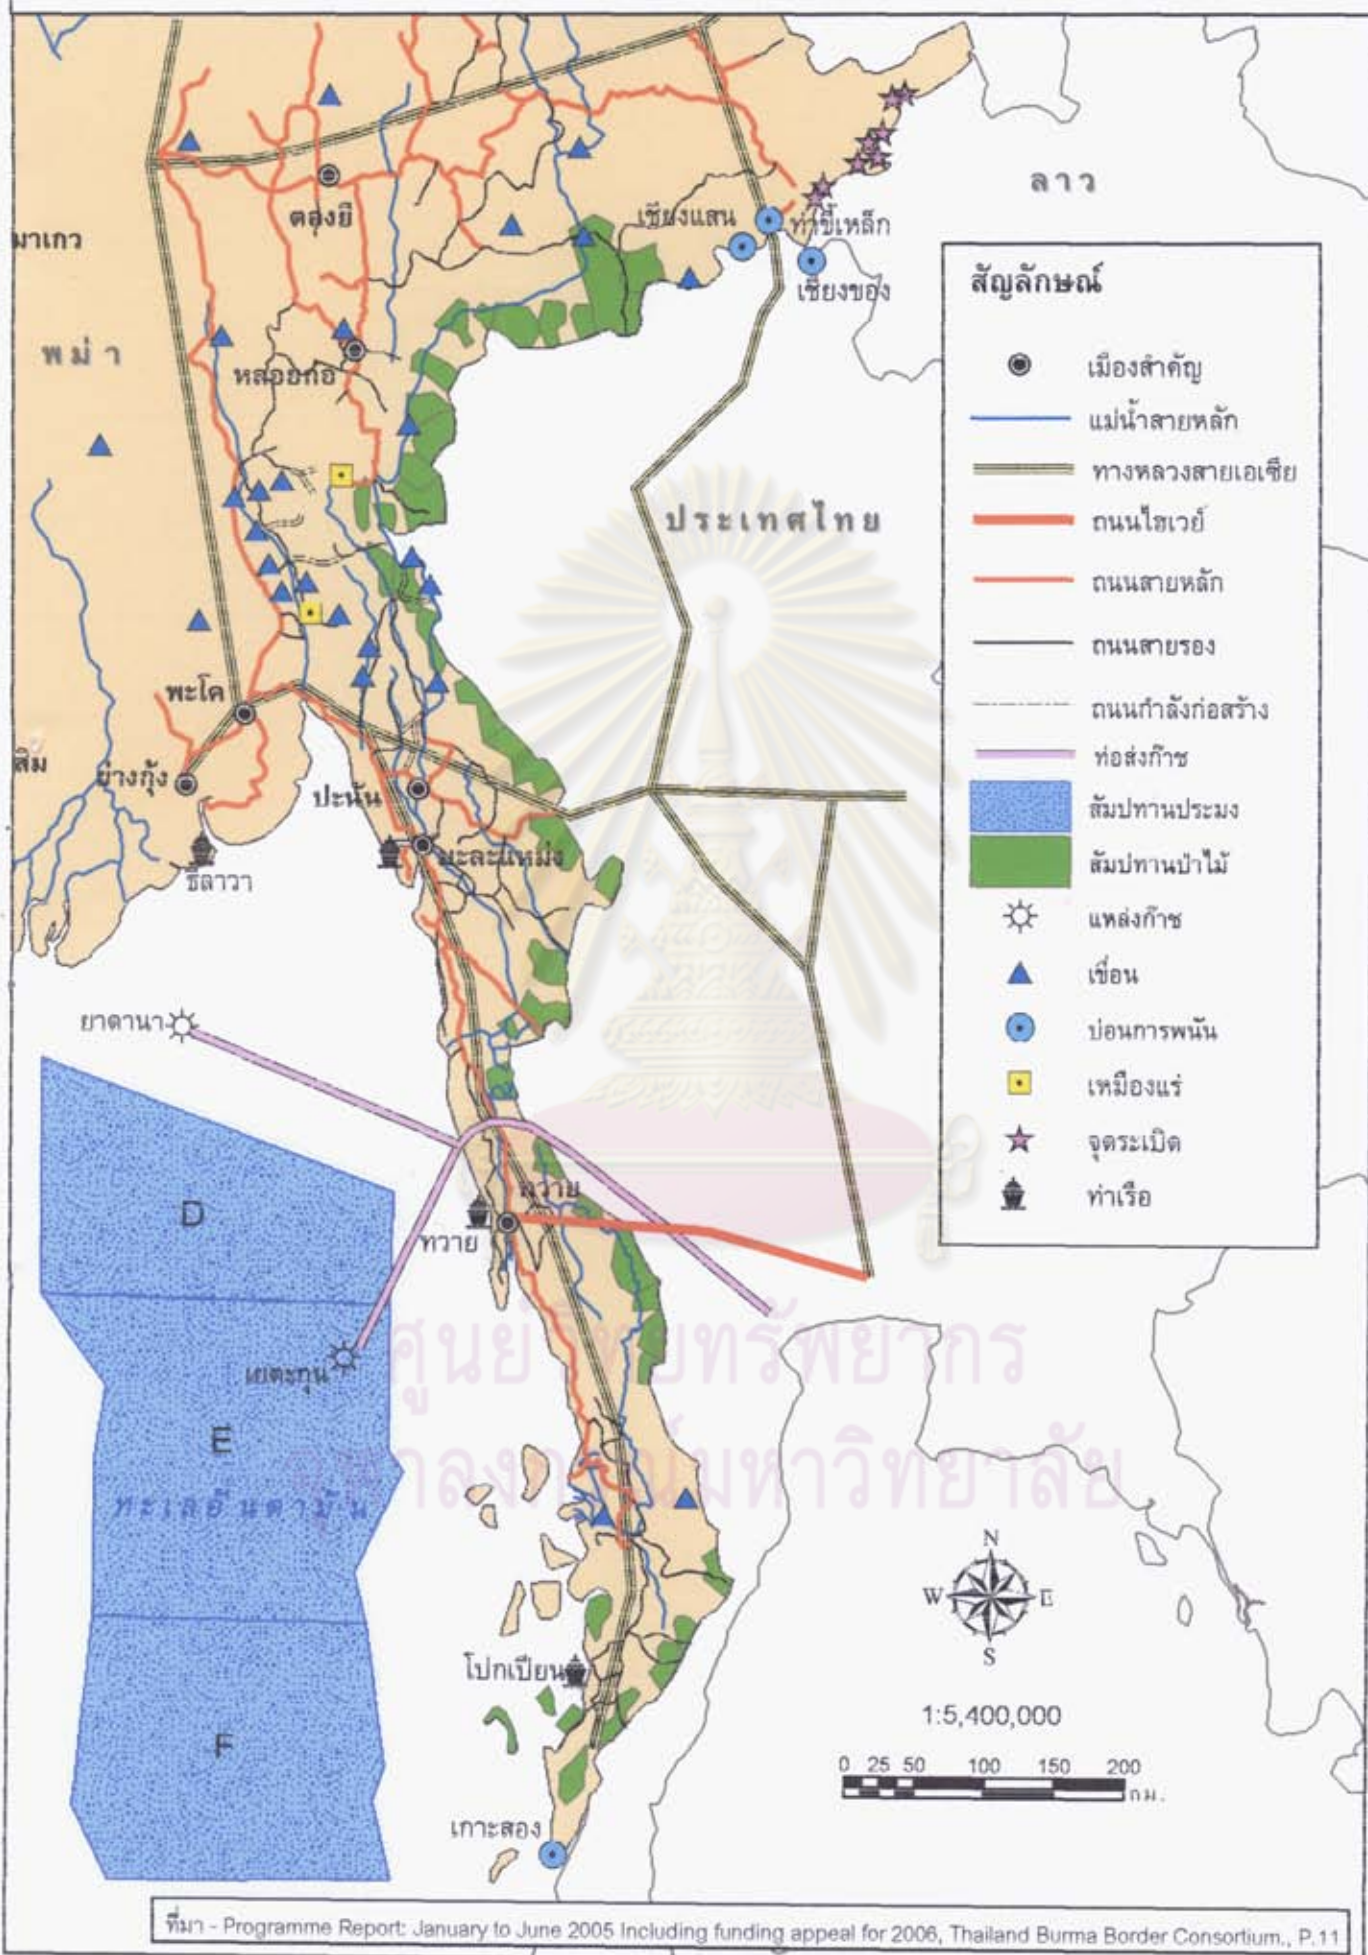 ลาว
เชียงแสน
ท่าขี้เหล็ก
เชียงของ
ตองยี
มาเกว
พม่า
หลอยก่อ
ประเทศไทย
พะโค
ย่างกุ้ง
สิม
ปะนัน
มะละแหม่ง
ธิลาวา
ยาดานา
ทวาย
ทวาย
D
เยตะกุน
E
ทะเลอันดามัน
F
โปกเปียน
เกาะสอง
สัญลักษณ์
เมืองสำคัญ
แม่น้ำสายหลัก
ทางหลวงสายเอเซีย
ถนนไฮเวย์
ถนนสายหลัก
ถนนสายรอง
ถนนกำลังก่อสร้าง
ท่อส่งก๊าช
สัมปทานประมง
สัมปทานป่าไม้
แหล่งก๊าช
เขื่อน
บ่อนการพนัน
เหมืองแร่
จุดระเบิด
ท่าเรือ
ศูนย์วิทยทรัพยากร
จุฬาลงกรณ์มหาวิทยาลัย
N
W E
S
1:5,400,000
0 25 50 100 150 200
กม.
ที่มา - Programme Report: January to June 2005 Including funding appeal for 2006, Thailand Burma Border Consortium., P.11